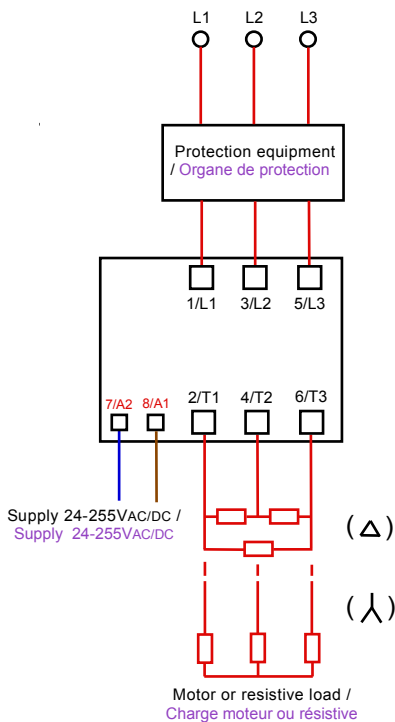 L1 L2 L3
Protection equipment
/ Organe de protection
1/L1 3/L2 5/L3
7/A2 8/A1 2/T1 4/T2 6/T3
Supply 24-255VAC/DC /
Supply 24-255VAC/DC
(△)
(⅄)
Motor or resistive load /
Charge moteur ou résistive